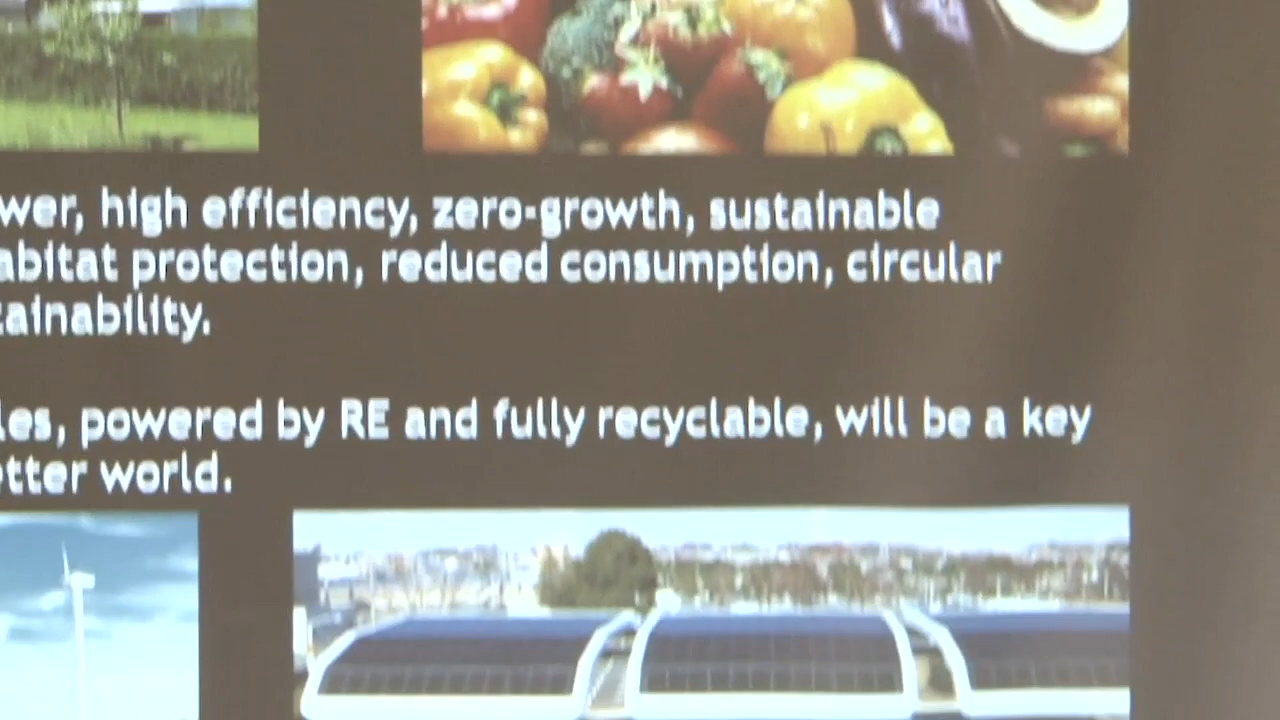 wer, high efficiency, zero-growth, sustainable
abitat protection, reduced consumption, circular
tainability.
les, powered by RE and fully recyclable, will be a key
etter world.